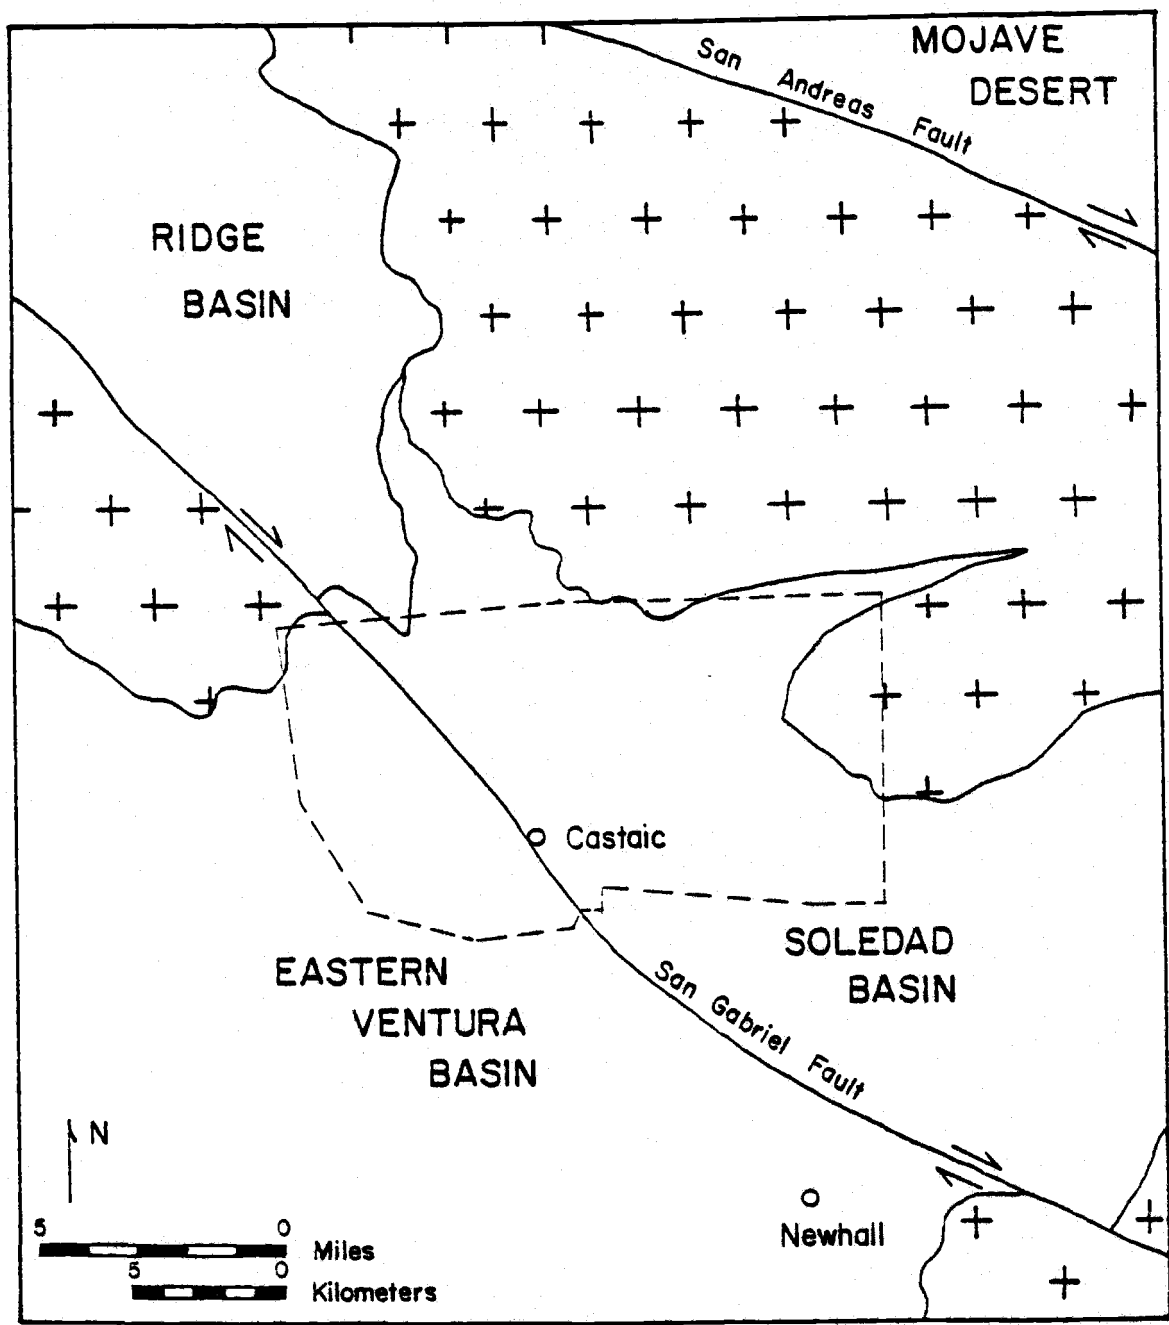 MOJAVE
DESERT
San Andreas Fault
RIDGE
BASIN
Castaic
SOLEDAD
BASIN
EASTERN
VENTURA
BASIN
San Gabriel Fault
N
Newhall
5 0
Miles
5 0
Kilometers